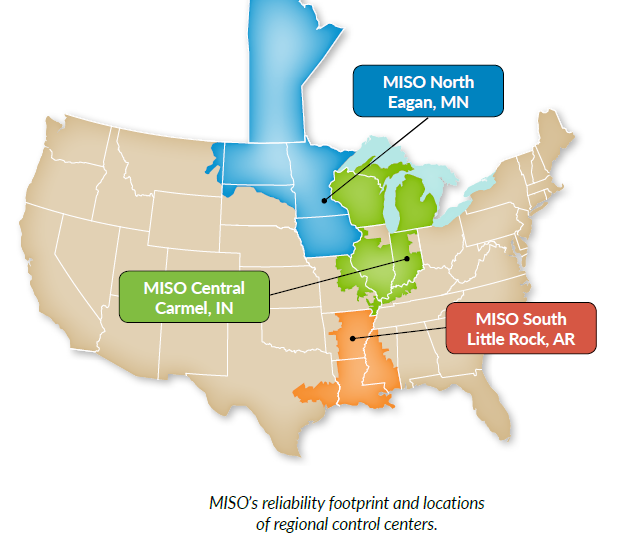 MISO North
Eagan, MN
MISO Central
Carmel, IN
MISO South
Little Rock, AR
MISO’s reliability footprint and locations
of regional control centers.